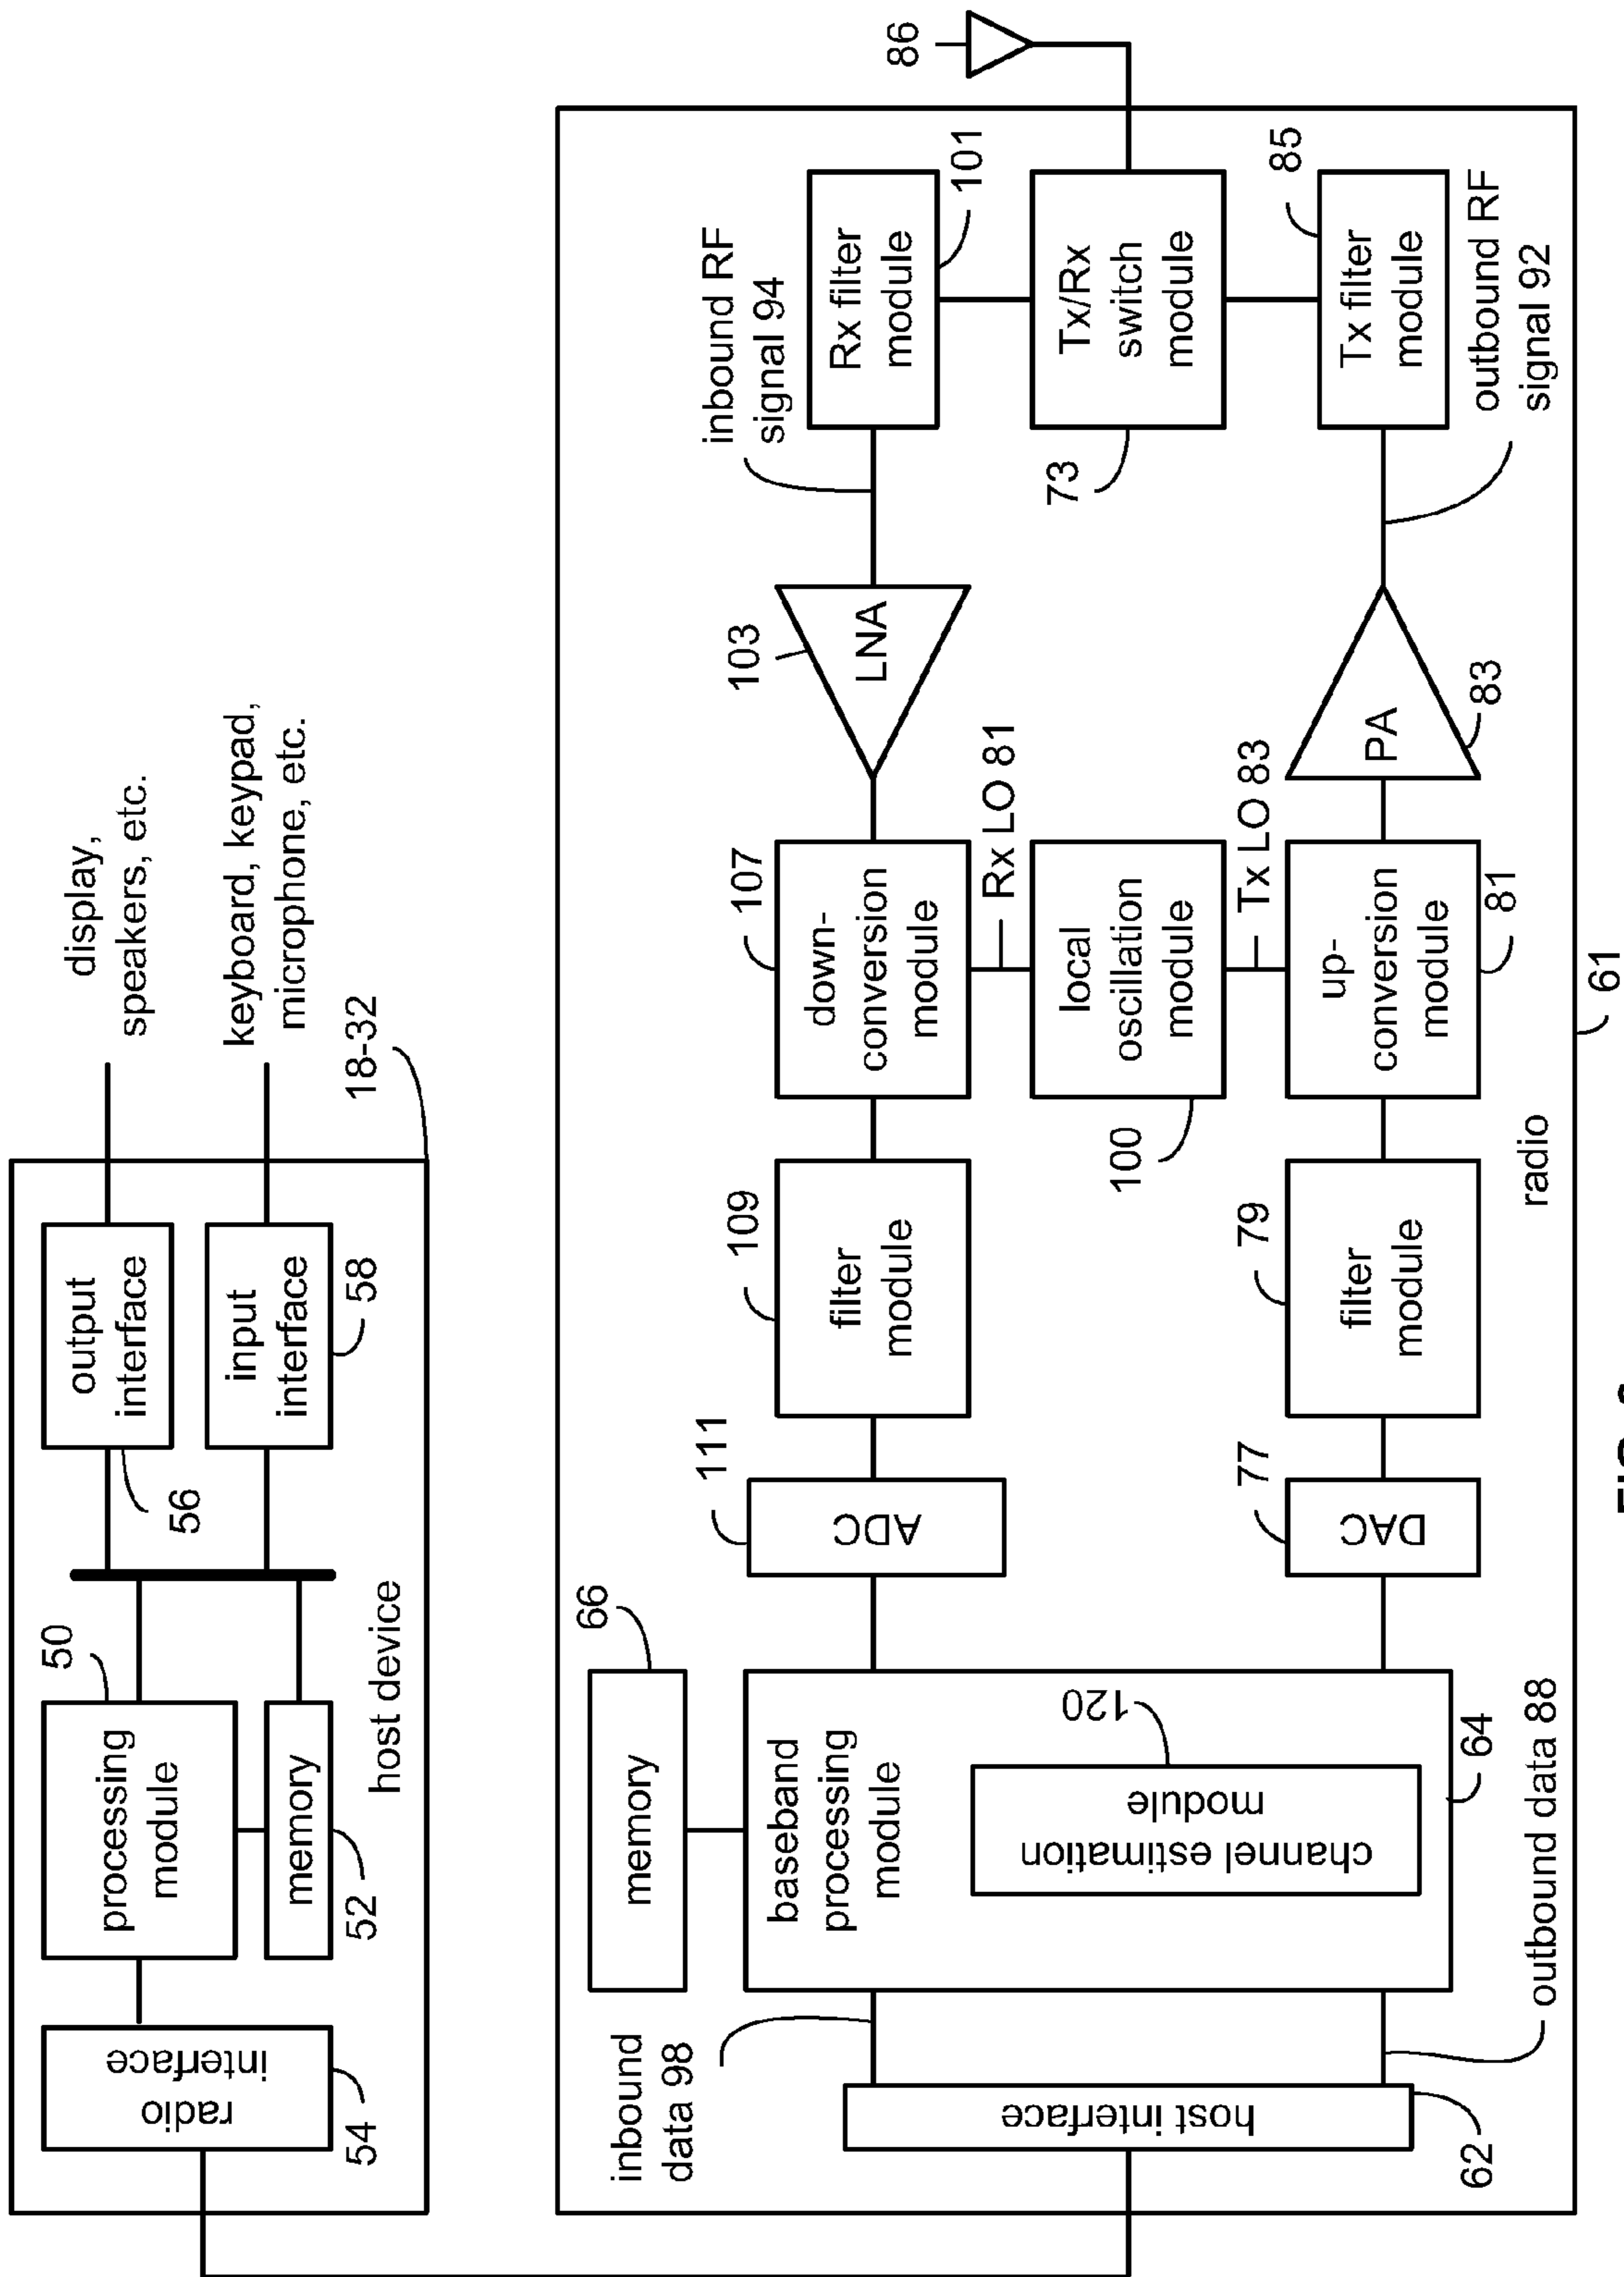 display,
speakers, etc.
keyboard, keypad,
microphone, etc.
18-32
output
interface
56
input
interface
58
50
processing
module
memory
52
host device
radio
interface
54
86
inbound RF
signal 94
Rx filter
module
101
Tx/Rx
switch
module
73
85
Tx filter
module
outbound RF
signal 92
103
LNA
PA
83
107
down-
conversion
module
Rx LO 81
local
oscillation
module
100
Tx LO 83
up-
conversion
module
81
109
filter
module
79
filter
module
radio
61
111
ADC
77
DAC
66
memory
baseband
processing
module
120
channel estimation
module
64
inbound
data 98
outbound data 88
host interface
62